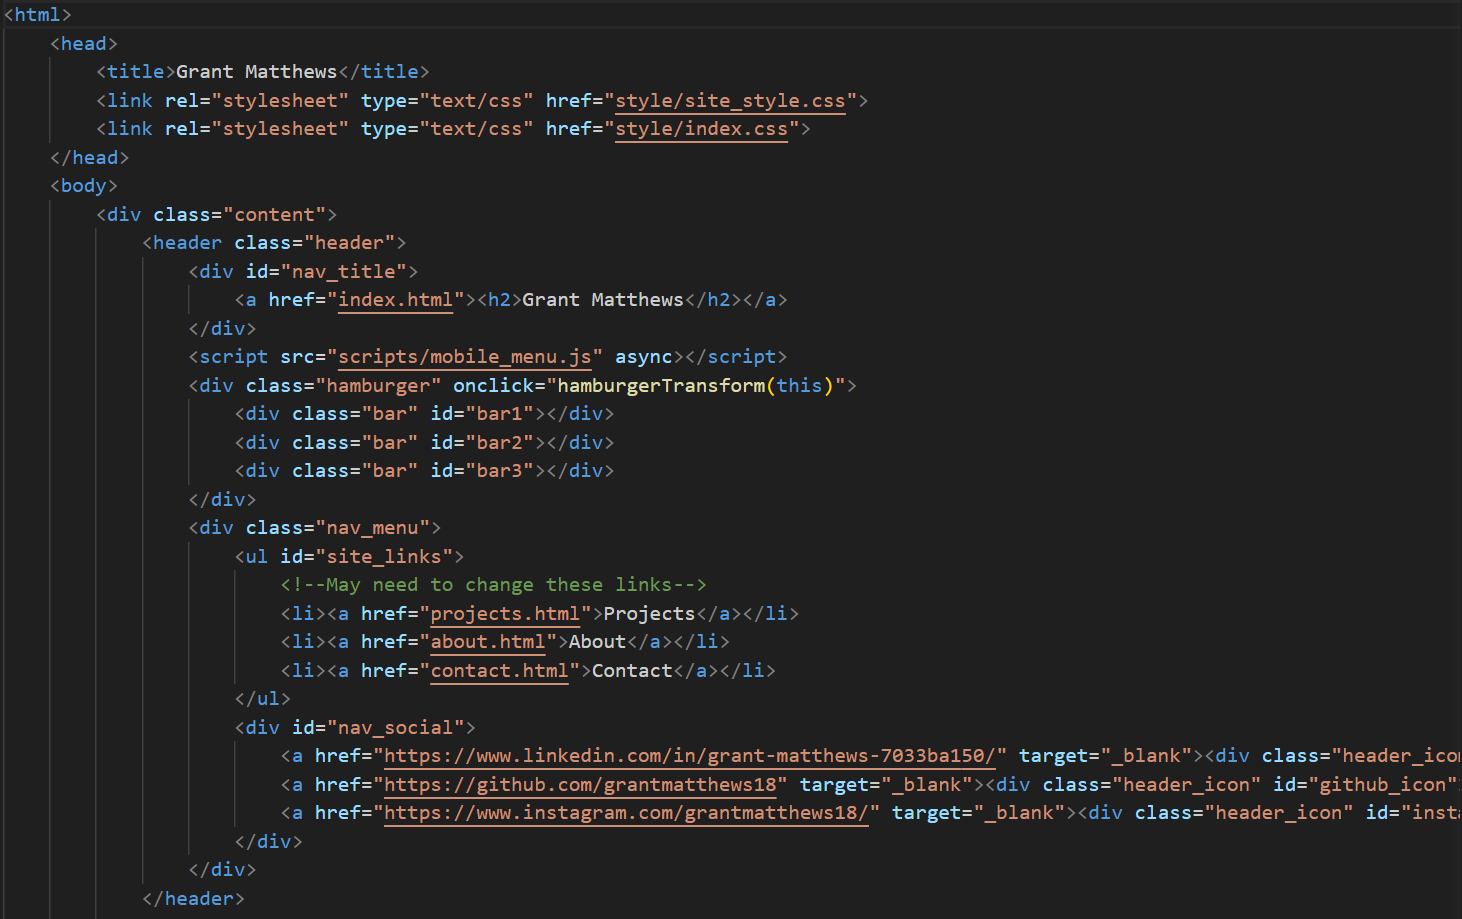 <html>
<head>
<title>Grant Matthews</title>
<link rel="stylesheet" type="text/css" href="style/site_style.css">
<link rel="stylesheet" type="text/css" href="style/index.css">
</head>
<body>
<div class="content">
<header class="header">
<div id="nav_title">
<a href="index.html"><h2>Grant Matthews</h2></a>
</div>
<script src="scripts/mobile_menu.js" async></script>
<div class="hamburger" onclick="hamburgerTransform(this)">
<div class="bar" id="bar1"></div>
<div class="bar" id="bar2"></div>
<div class="bar" id="bar3"></div>
</div>
<div class="nav_menu">
<ul id="site_links">
<!--May need to change these links-->
<li><a href="projects.html">Projects</a></li>
<li><a href="about.html">About</a></li>
<li><a href="contact.html">Contact</a></li>
</ul>
<div id="nav_social">
<a href="https://www.linkedin.com/in/grant-matthews-7033ba150/" target="_blank"><div class="header_ico
<a href="https://github.com/grantmatthews18" target="_blank"><div class="header_icon" id="github_icon"
<a href="https://www.instagram.com/grantmatthews18/" target="_blank"><div class="header_icon" id="inst
</div>
</div>
</header>